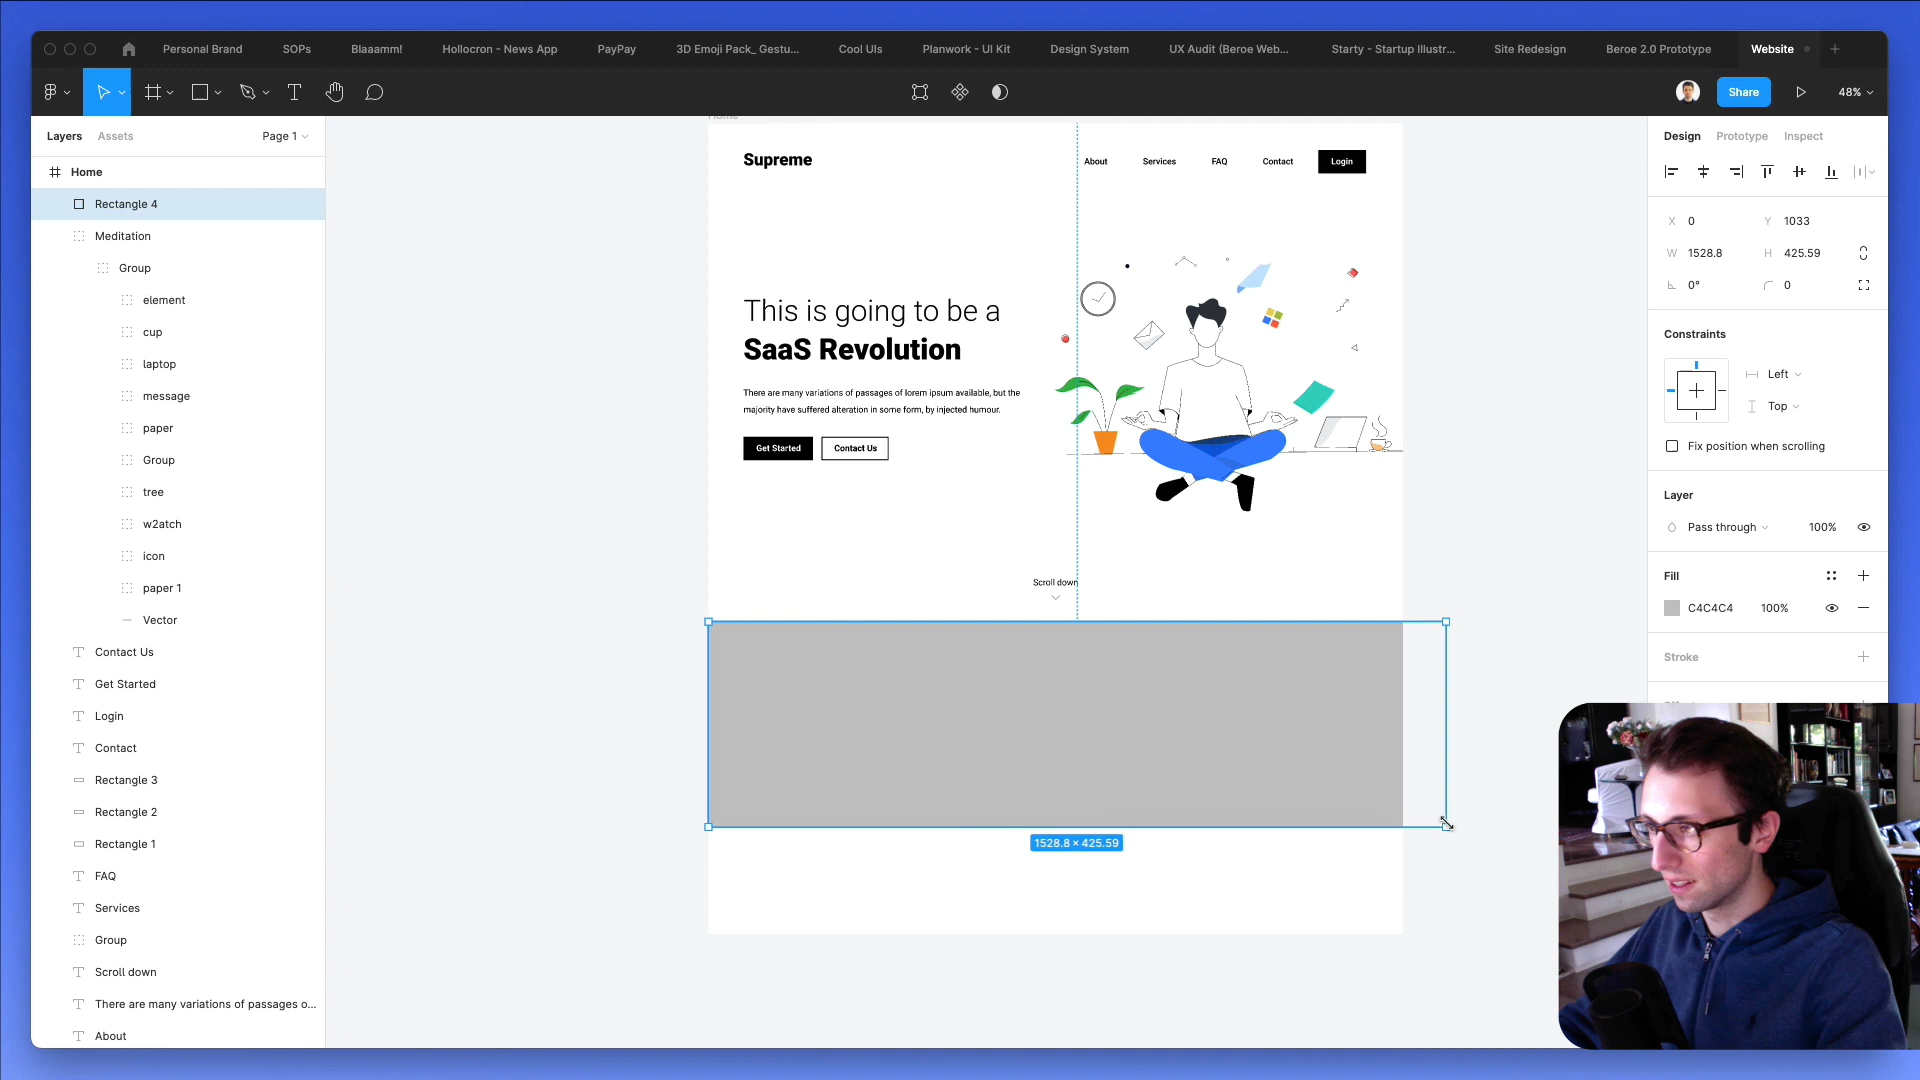 Personal Brand
SOPs
Blaaamm!
Hollocron - News App
PayPay
3D Emoji Pack_ Gestu...
Cool UIs
Planwork - UI Kit
Design System
UX Audit (Beroe Web...
Starty - Startup Illustr...
Site Redesign
Beroe 2.0 Prototype
Website
Share
48%
Layers
Assets
Page 1
Home
Rectangle 4
Meditation
Group
element
cup
laptop
message
paper
Group
tree
w2atch
icon
paper 1
Vector
Contact Us
Get Started
Login
Contact
Rectangle 3
Rectangle 2
Rectangle 1
FAQ
Services
Group
Scroll down
There are many variations of passages o...
About
Home
Supreme
About
Services
FAQ
Contact
Login
This is going to be a
SaaS Revolution
There are many variations of passages of lorem ipsum available, but the
majority have suffered alteration in some form, by injected humour.
Get Started
Contact Us
Scroll down
1528.8 × 425.59
Design
Prototype
Inspect
X 0
Y 1033
W 1528.8
H 425.59
0°
0
Constraints
Left
Top
Fix position when scrolling
Layer
Pass through
100%
Fill
C4C4C4
100%
Stroke